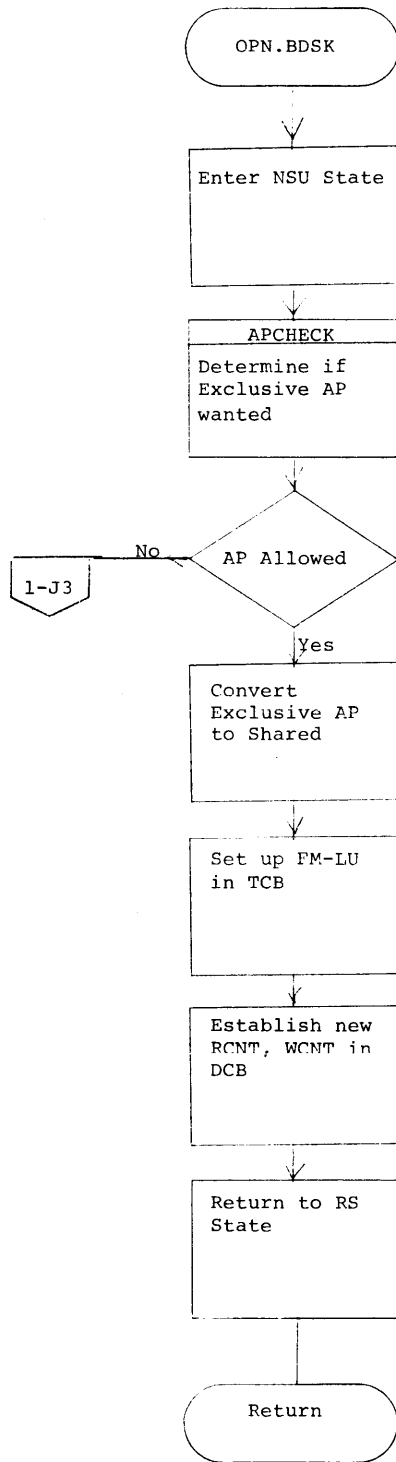 OPN.BDSK
Enter NSU State
APCHECK
Determine if
Exclusive AP
wanted
AP Allowed
No
1-J3
Yes
Convert
Exclusive AP
to Shared
Set up FM-LU
in TCB
Establish new
RCNT, WCNT in
DCB
Return to RS
State
Return